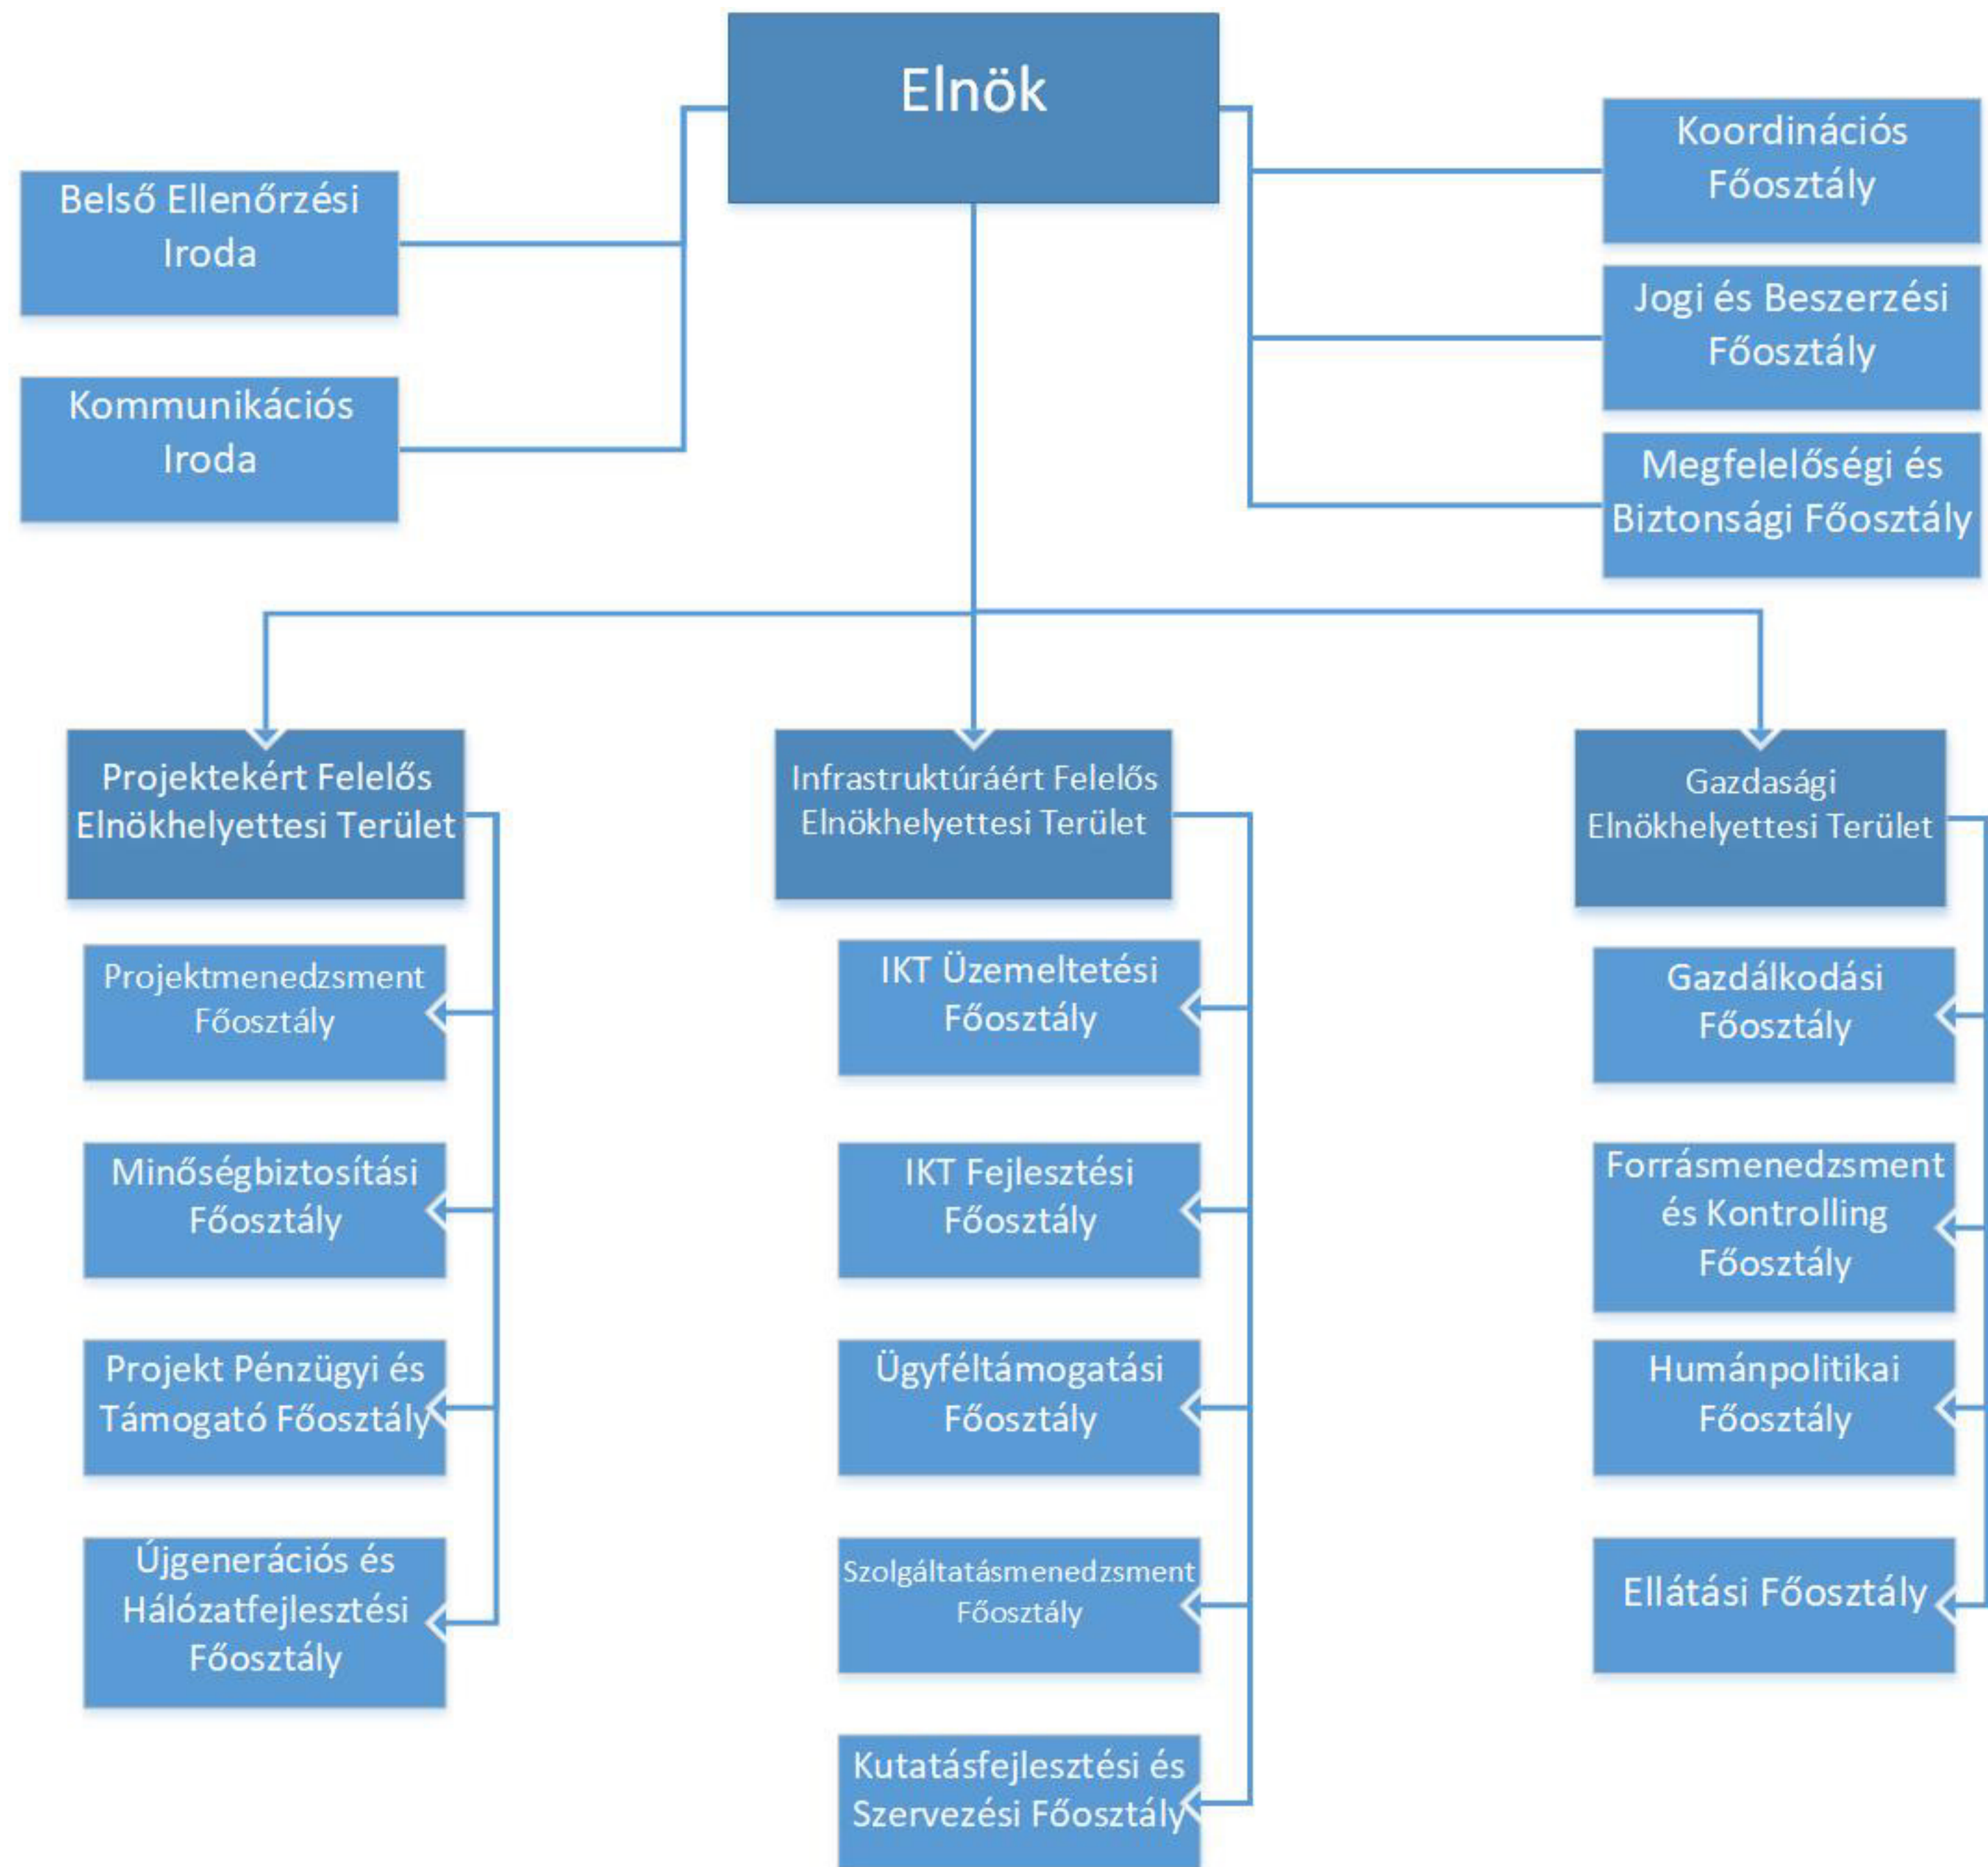 Elnök
Belső Ellenőrzési
Iroda
Kommunikációs
Iroda
Koordinációs
Főosztály
Jogi és Beszerzési
Főosztály
Megfelelőségi és
Biztonsági Főosztály
Projektekért Felelős
Elnökhelyettesi Terület
Projektmenedzsment
Főosztály
Minőségbiztosítási
Főosztály
Projekt Pénzügyi és
Támogató Főosztály
Újgenerációs és
Hálózatfejlesztési
Főosztály
Infrastruktúráért Felelős
Elnökhelyettesi Terület
IKT Üzemeltetési
Főosztály
IKT Fejlesztési
Főosztály
Ügyféltámogatási
Főosztály
Szolgáltatásmenedzsment
Főosztály
Kutatásfejlesztési és
Szervezési Főosztály
Gazdasági
Elnökhelyettesi Terület
Gazdálkodási
Főosztály
Forrásmenedzsment
és Kontrolling
Főosztály
Humánpolitikai
Főosztály
Ellátási Főosztály